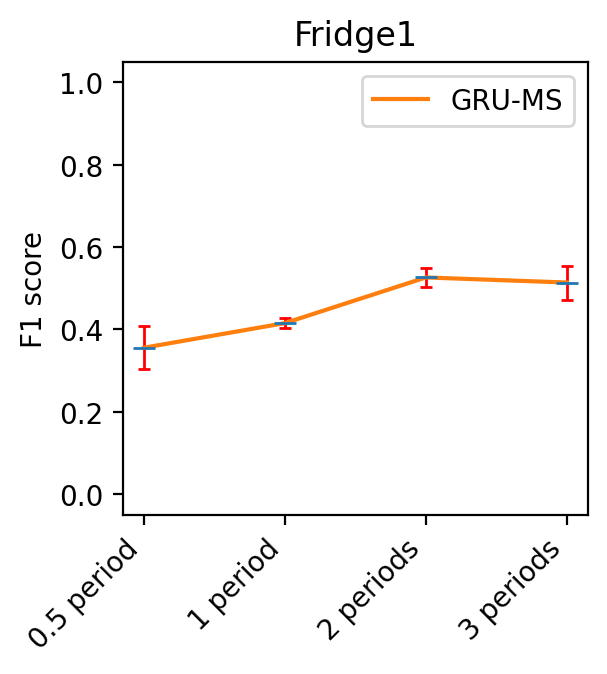 Fridge1
GRU-MS
F1 score
1.0
0.8
0.6
0.4
0.2
0.0
0.5 period
1 period
2 periods
3 periods